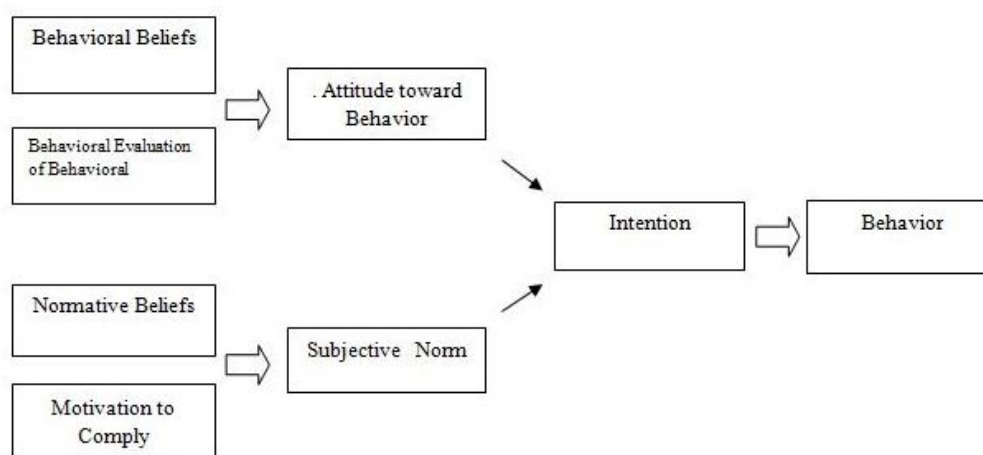 Behavioral Beliefs
. Attitude toward
Behavior
Behavioral Evaluation
of Behavioral
Intention
Behavior
Normative Beliefs
Subjective Norm
Motivation to
Comply